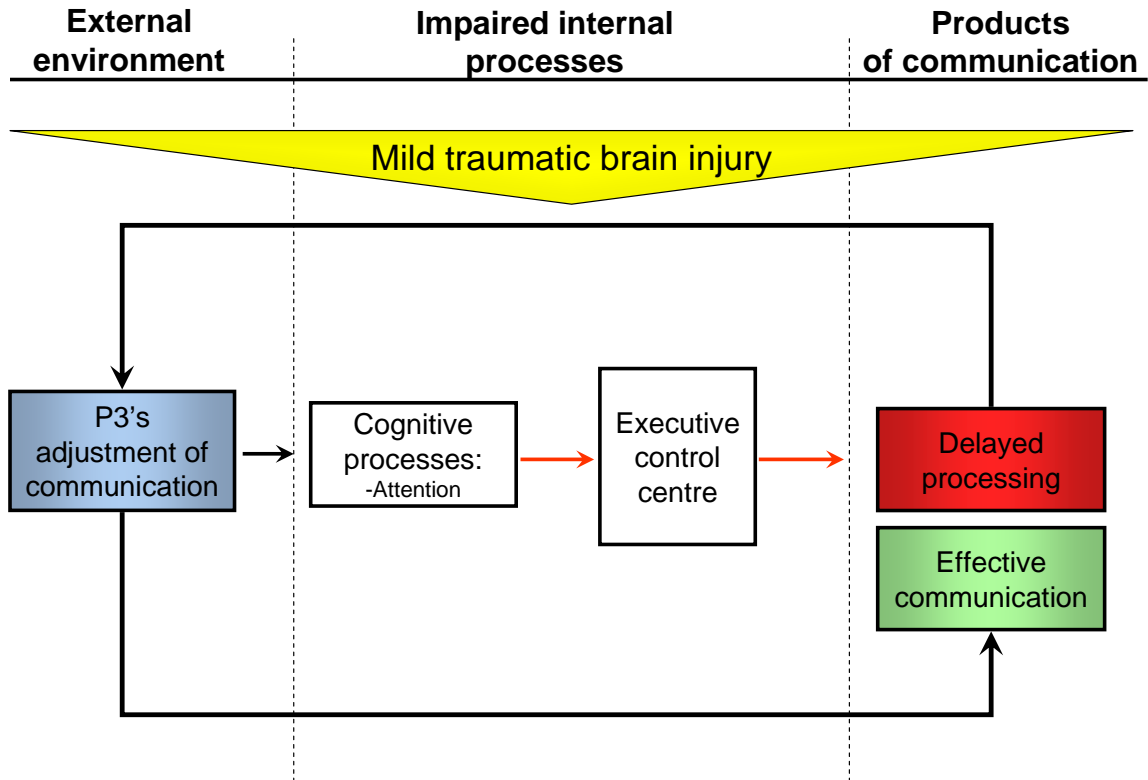 External
environment
Impaired internal
processes
Products
of communication
Mild traumatic brain injury
P3's
adjustment of
communication
Cognitive
processes:
-Attention
Executive
control
centre
Delayed
processing
Effective
communication